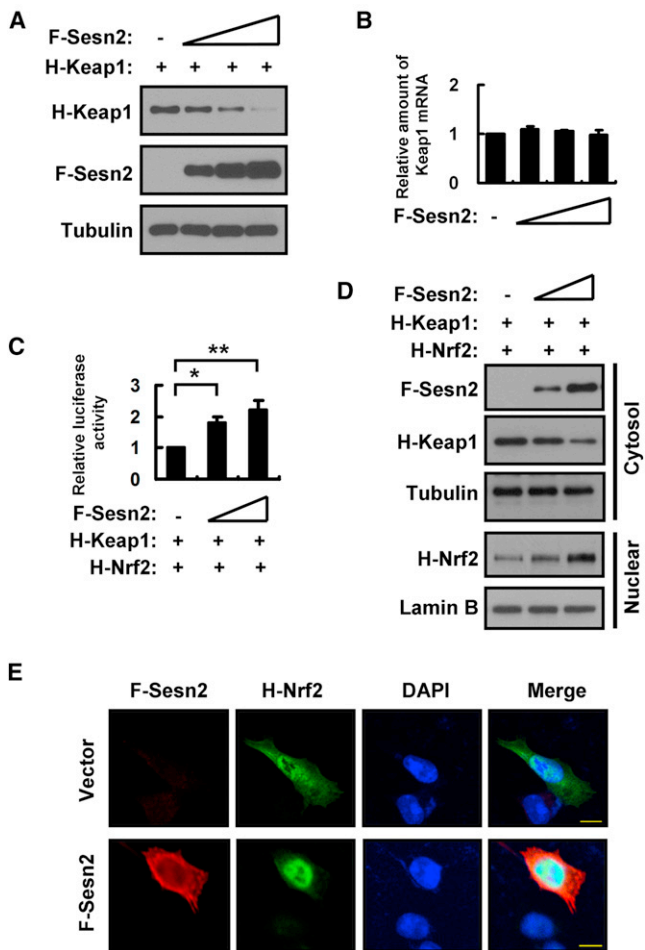 A
F-Sesn2: -
H-Keap1: + + + +
H-Keap1
F-Sesn2
Tubulin
B
Relative amount of
Keap1 mRNA
2
1
0
F-Sesn2: -
C
Relative luciferase
activity
3
2
1
0
**
*
F-Sesn2: -
H-Keap1: + + +
H-Nrf2: + + +
D
F-Sesn2: -
H-Keap1: + + +
H-Nrf2: + + +
F-Sesn2
H-Keap1
Tubulin
Cytosol
H-Nrf2
Lamin B
Nuclear
E
F-Sesn2 H-Nrf2 DAPI Merge
Vector
F-Sesn2